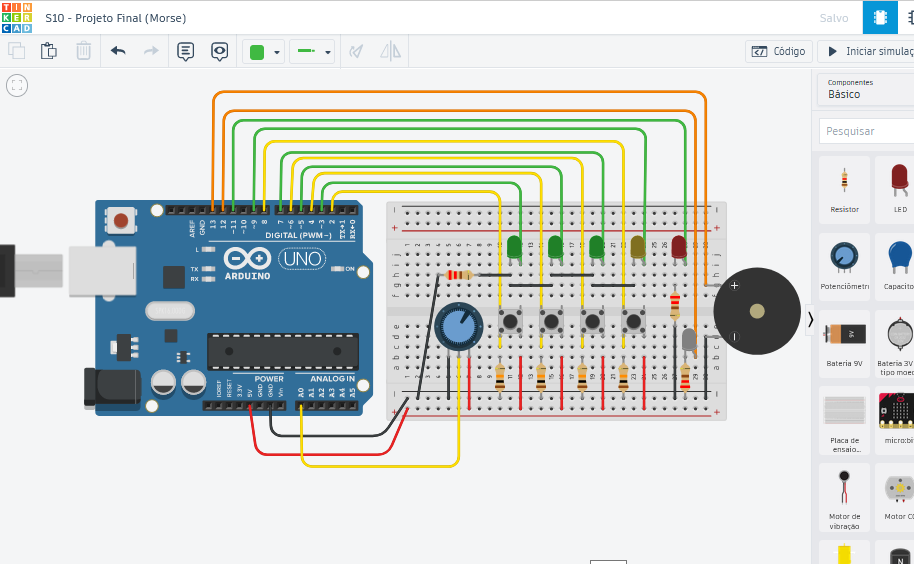 TIN
KER
CAD
S10 - Projeto Final (Morse)
Salvo
Código
Iniciar simulaç
Componentes
Básico
Pesquisar
Resistor
LED
Potenciômetr
Capacito
Bateria 9V
Bateria 3V
tipo moed
Placa de
ensaio...
micro:bi
Motor de
vibração
Motor CC
AREF
GND
13
12
~11
~10
~9
8
7
~6
~5
4
~3
2
TX→1
RX←0
DIGITAL (PWM~)
L
TX
RX
ARDUINO
UNO
ON
POWER
ANALOG IN
IOREF
RESET
3.3V
5V
GND
GND
Vin
A0
A1
A2
A3
A4
A5